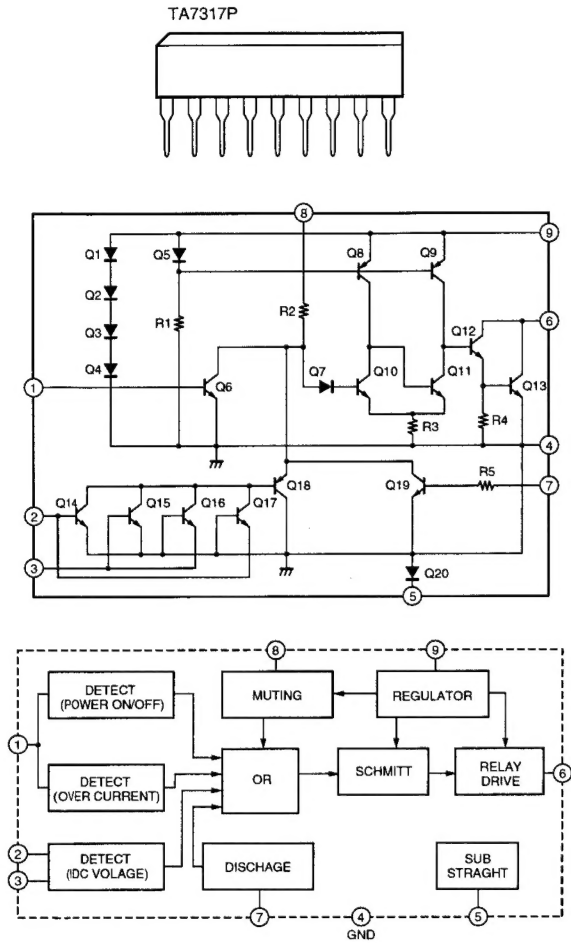 TA7317P
8
9
Q1
Q5
Q8
Q9
Q2
R2
Q12
6
R1
Q3
Q4
Q7
Q10
Q11
Q13
1
Q6
R3
R4
4
R5
Q14
Q15
Q16
Q17
Q18
Q19
7
2
3
Q20
5
8
9
DETECT
(POWER ON/OFF)
MUTING
REGULATOR
1
DETECT
(OVER CURRENT)
OR
SCHMITT
RELAY
DRIVE
6
2
3
DETECT
(IDC VOLAGE)
DISCHAGE
SUB
STRAGHT
7
4
5
GND